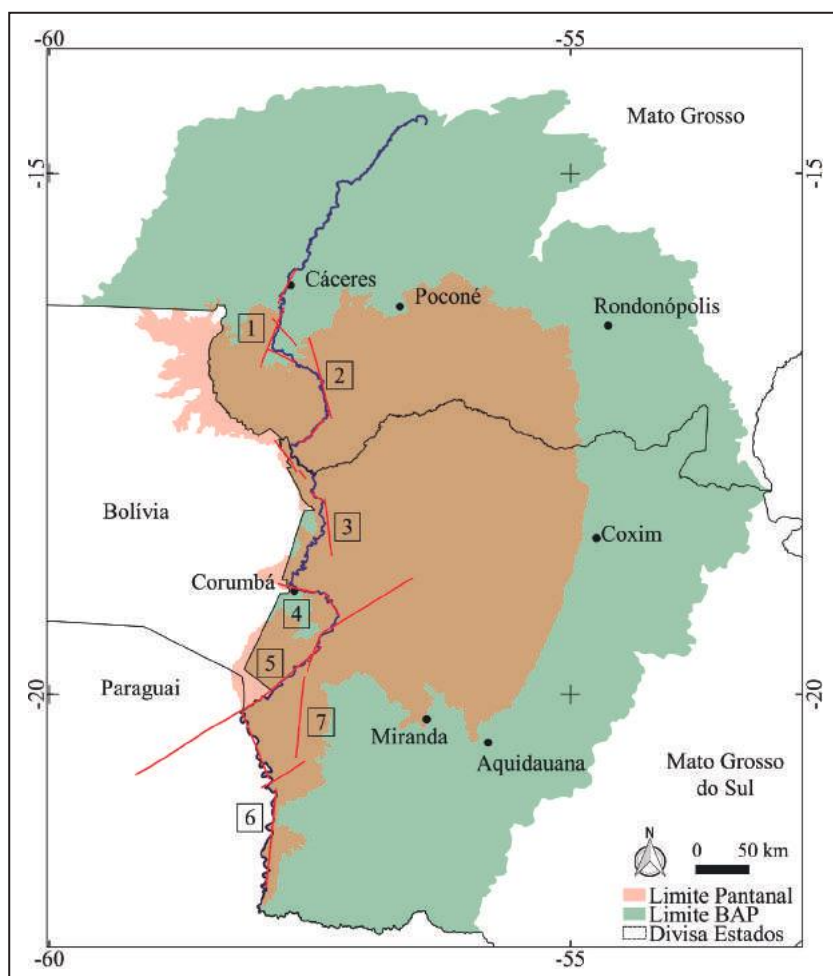 -60
-55
Mato Grosso
-15
-15
Cáceres
Poconé
Rondonópolis
1
2
Bolívia
3
Coxim
Corumbá
4
5
Paraguai
-20
-20
7
Miranda
Aquidauana
Mato Grosso
do Sul
6
N
0 50 km
Limite Pantanal
Limite BAP
Divisa Estados
-60
-55